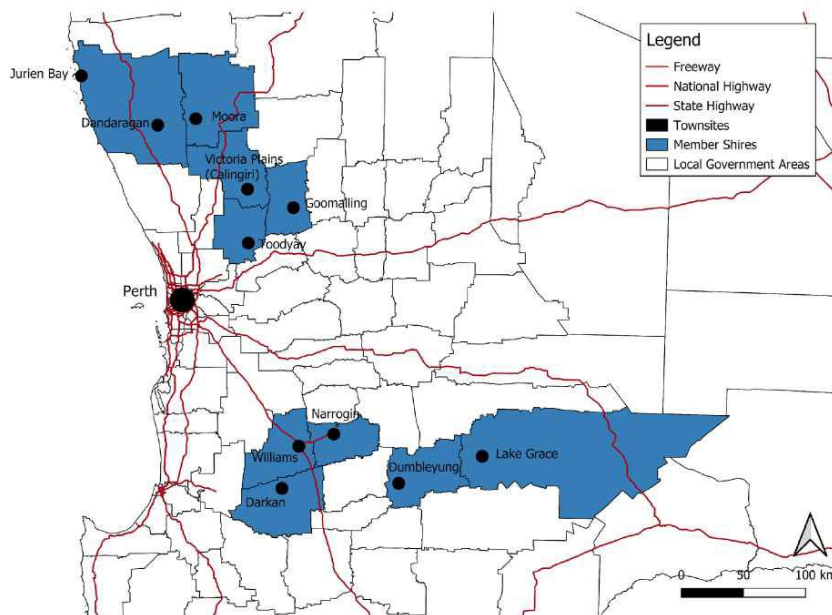 Legend
Freeway
National Highway
State Highway
Townsites
Member Shires
Local Government Areas
Jurien Bay
Dandaragan
Moora
Victoria Plains
(Calingiri)
Goomalling
Toodyay
Perth
Narrogin
Williams
Lake Grace
Dumbleyung
Darkan
0 50 100 km